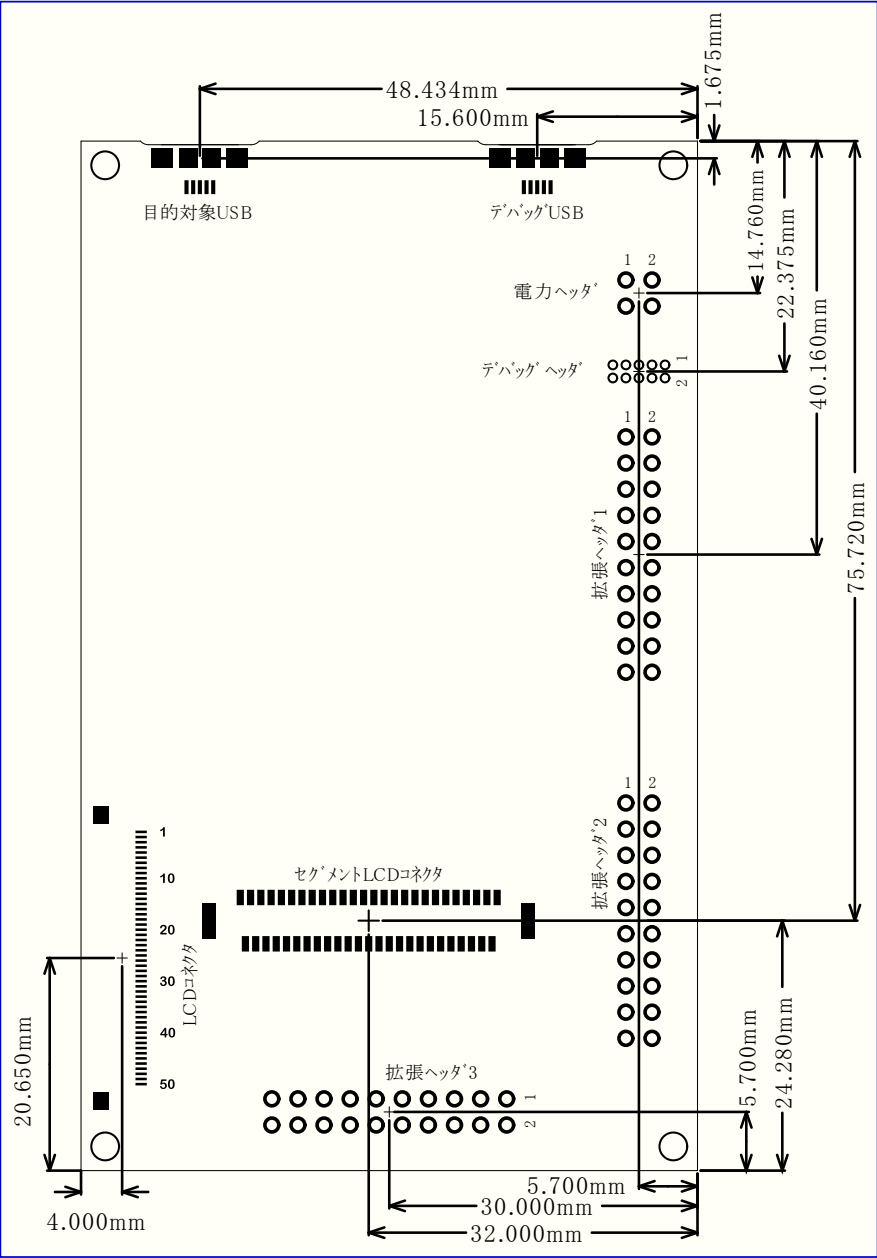 1.675mm
48.434mm
15.600mm
目的対象USB
デバッグUSB
14.760mm
22.375mm
40.160mm
75.720mm
1 2
電力ヘッダ
デバッグ ヘッダ
1
2
1 2
拡張ヘッダ1
1 2
拡張ヘッダ2
1
10
20
30
40
50
LCDコネクタ
セグメントLCDコネクタ
20.650mm
拡張ヘッダ3
1
2
5.700mm
24.280mm
4.000mm
5.700mm
30.000mm
32.000mm